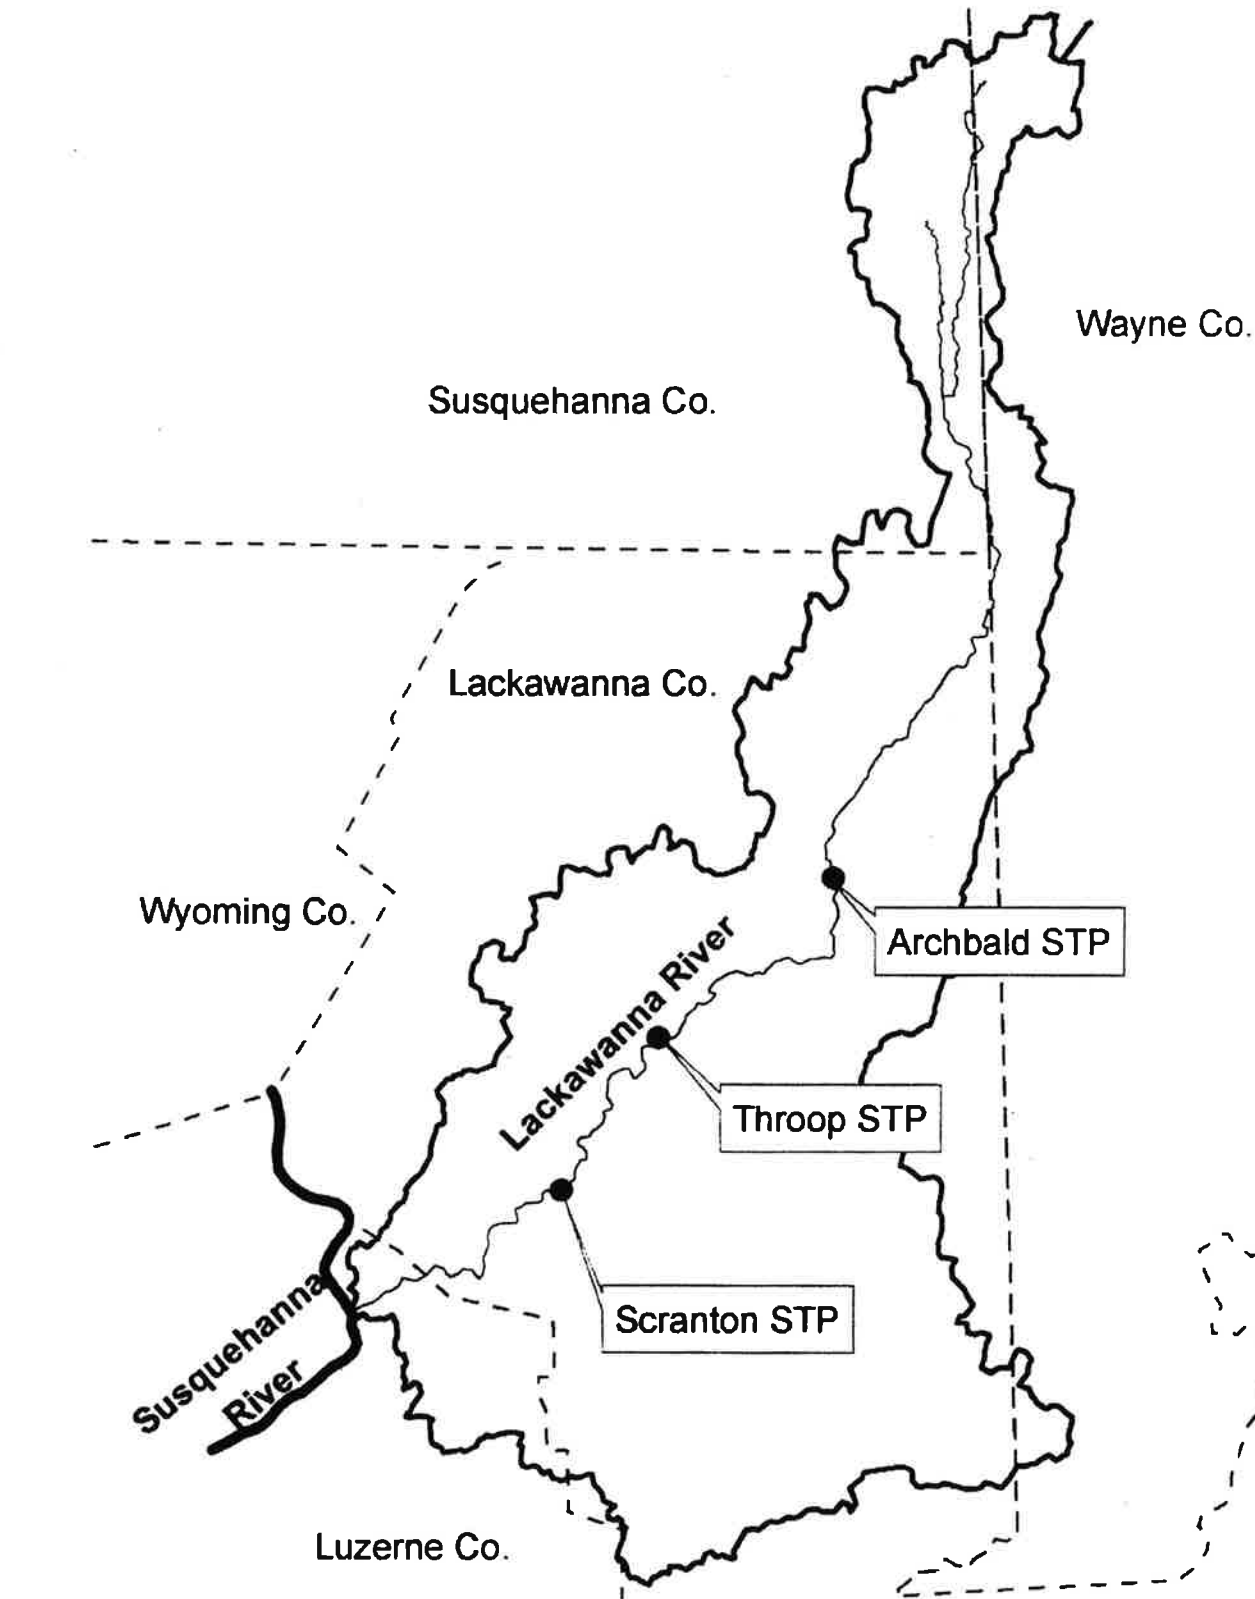 Wayne Co.
Susquehanna Co.
Lackawanna Co.
Wyoming Co.
Archbald STP
Lackawanna River
Throop STP
Scranton STP
Susquehanna
River
Luzerne Co.